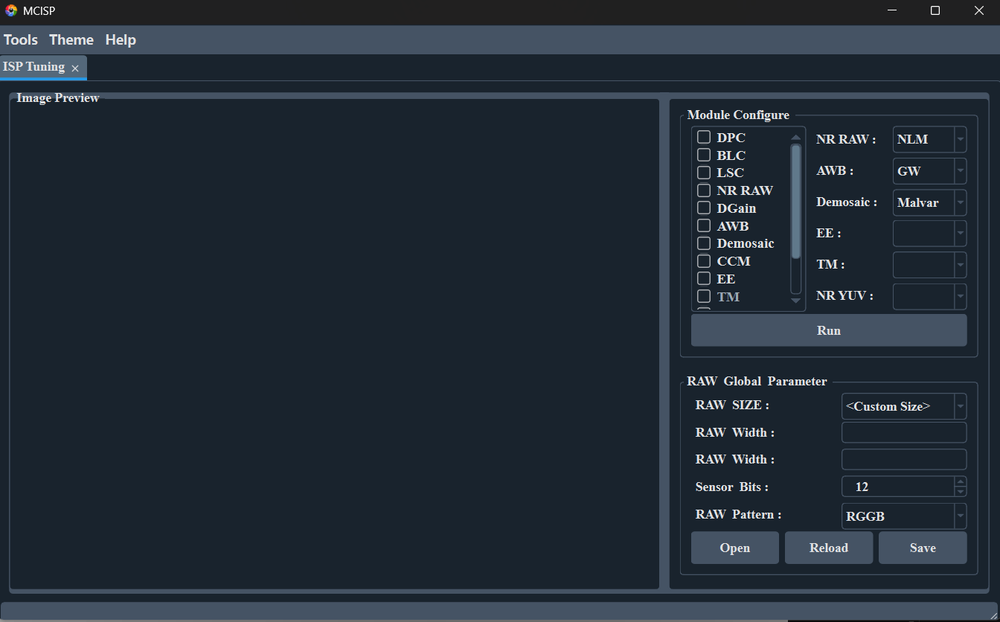 MCISP
Tools Theme Help
ISP Tuning
Image Preview
Module Configure
DPC
BLC
LSC
NR RAW
DGain
AWB
Demosaic
CCM
EE
TM
NR RAW : NLM
AWB : GW
Demosaic : Malvar
EE :
TM :
NR YUV :
Run
RAW Global Parameter
RAW SIZE : <Custom Size>
RAW Width :
RAW Width :
Sensor Bits : 12
RAW Pattern : RGGB
Open Reload Save